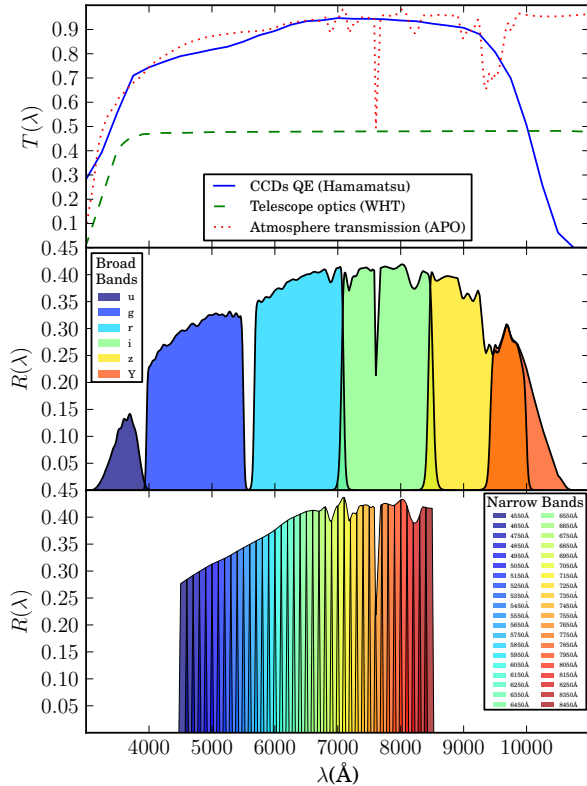 0.9
0.8
0.7
0.6
0.5
0.4
0.3
0.2
0.1
T(λ)
CCDs QE (Hamamatsu)
Telescope optics (WHT)
Atmosphere transmission (APO)
0.45
0.40
0.35
0.30
0.25
0.20
0.15
0.10
0.05
R(λ)
Broad
Bands
u
g
r
i
z
Y
0.45
0.40
0.35
0.30
0.25
0.20
0.15
0.10
0.05
R(λ)
Narrow Bands
4550Å 6550Å
4650Å 6650Å
4750Å 6750Å
4850Å 6850Å
4950Å 6950Å
5050Å 7050Å
5150Å 7150Å
5250Å 7250Å
5350Å 7350Å
5450Å 7450Å
5550Å 7550Å
5650Å 7650Å
5750Å 7750Å
5850Å 7850Å
5950Å 7950Å
6050Å 8050Å
6150Å 8150Å
6250Å 8250Å
6350Å 8350Å
6450Å 8450Å
4000 5000 6000 7000 8000 9000 10000
λ(Å)